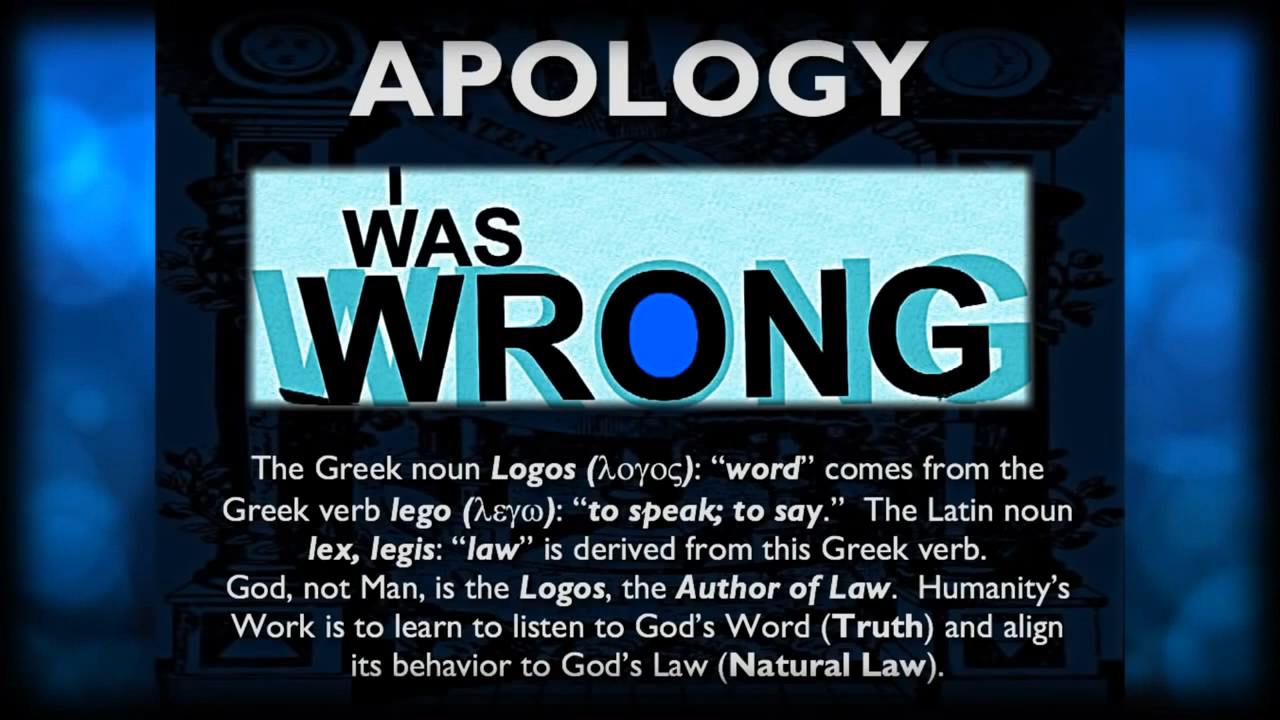 APOLOGY
I
WAS
WRONG
The Greek noun Logos (λογος): “word” comes from the
Greek verb lego (λεγω): “to speak; to say.” The Latin noun
lex, legis: “law” is derived from this Greek verb.
God, not Man, is the Logos, the Author of Law. Humanity’s
Work is to learn to listen to God’s Word (Truth) and align
its behavior to God’s Law (Natural Law).